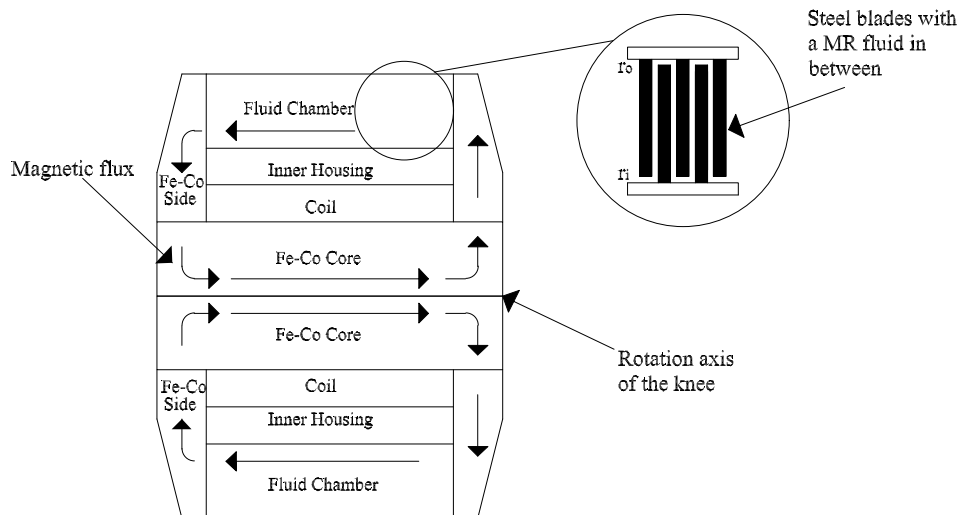 Steel blades with
a MR fluid in
between
ro
ri
Fluid Chamber
Magnetic flux
Inner Housing
Fe-Co
Side
Coil
Fe-Co Core
Fe-Co Core
Rotation axis
of the knee
Fe-Co
Side
Coil
Inner Housing
Fluid Chamber